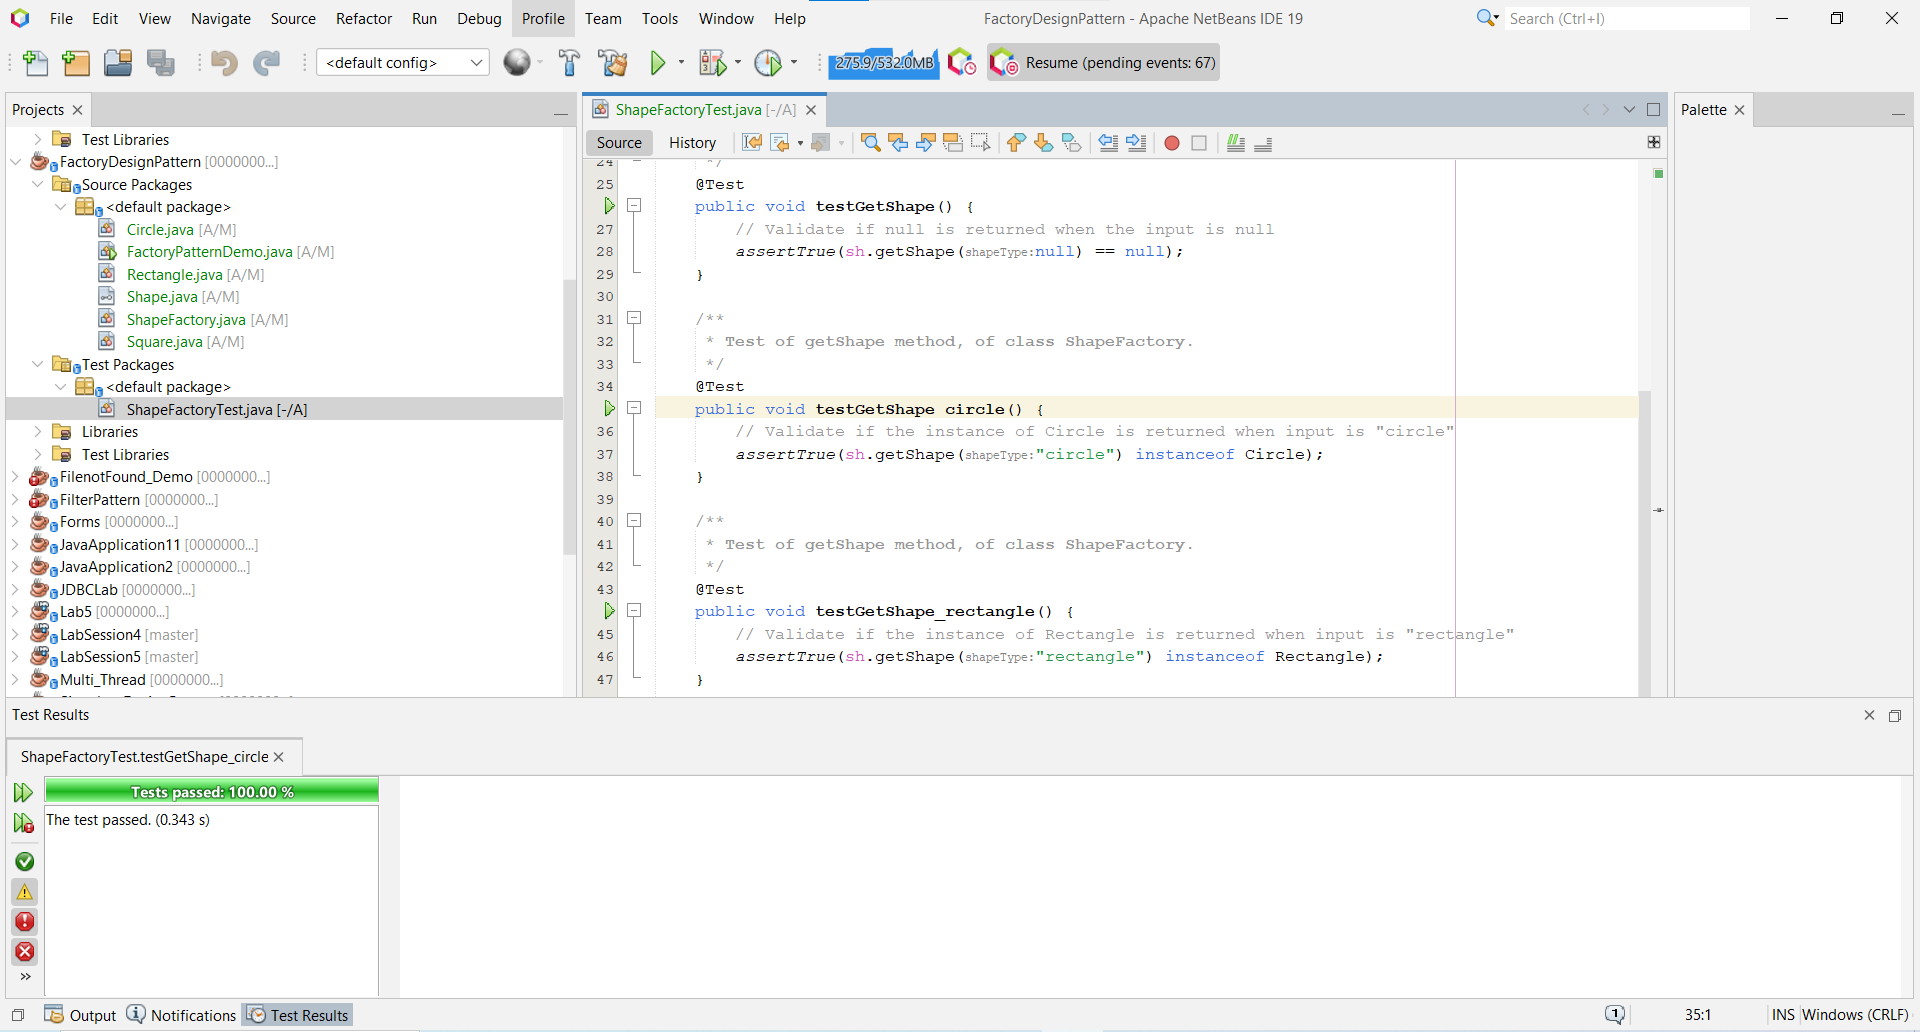 File Edit View Navigate Source Refactor Run Debug Profile Team Tools Window Help
FactoryDesignPattern - Apache NetBeans IDE 19
Search (Ctrl+I)
<default config>
275.9/532.0MB
Resume (pending events: 67)
Projects
Test Libraries
FactoryDesignPattern [0000000...]
Source Packages
<default package>
Circle.java [A/M]
FactoryPatternDemo.java [A/M]
Rectangle.java [A/M]
Shape.java [A/M]
ShapeFactory.java [A/M]
Square.java [A/M]
Test Packages
<default package>
ShapeFactoryTest.java [-/A]
Libraries
Test Libraries
FilenotFound_Demo [0000000...]
FilterPattern [0000000...]
Forms [0000000...]
JavaApplication11 [0000000...]
JavaApplication2 [0000000...]
JDBCLab [0000000...]
Lab5 [0000000...]
LabSession4 [master]
LabSession5 [master]
Multi_Thread [0000000...]
ShapeFactoryTest.java [-/A]
Source History
24 */
25 @Test
public void testGetShape() {
27 // Validate if null is returned when the input is null
28 assertTrue(sh.getShape(shapeType:null) == null);
29 }
30
31 /**
32 * Test of getShape method, of class ShapeFactory.
33 */
34 @Test
public void testGetShape circle() {
36 // Validate if the instance of Circle is returned when input is "circle"
37 assertTrue(sh.getShape(shapeType:"circle") instanceof Circle);
38 }
39
40 /**
41 * Test of getShape method, of class ShapeFactory.
42 */
43 @Test
public void testGetShape_rectangle() {
45 // Validate if the instance of Rectangle is returned when input is "rectangle"
46 assertTrue(sh.getShape(shapeType:"rectangle") instanceof Rectangle);
47 }
Palette
Test Results
ShapeFactoryTest.testGetShape_circle
Tests passed: 100.00 %
The test passed. (0.343 s)
Output Notifications Test Results
1
35:1
INS
Windows (CRLF)